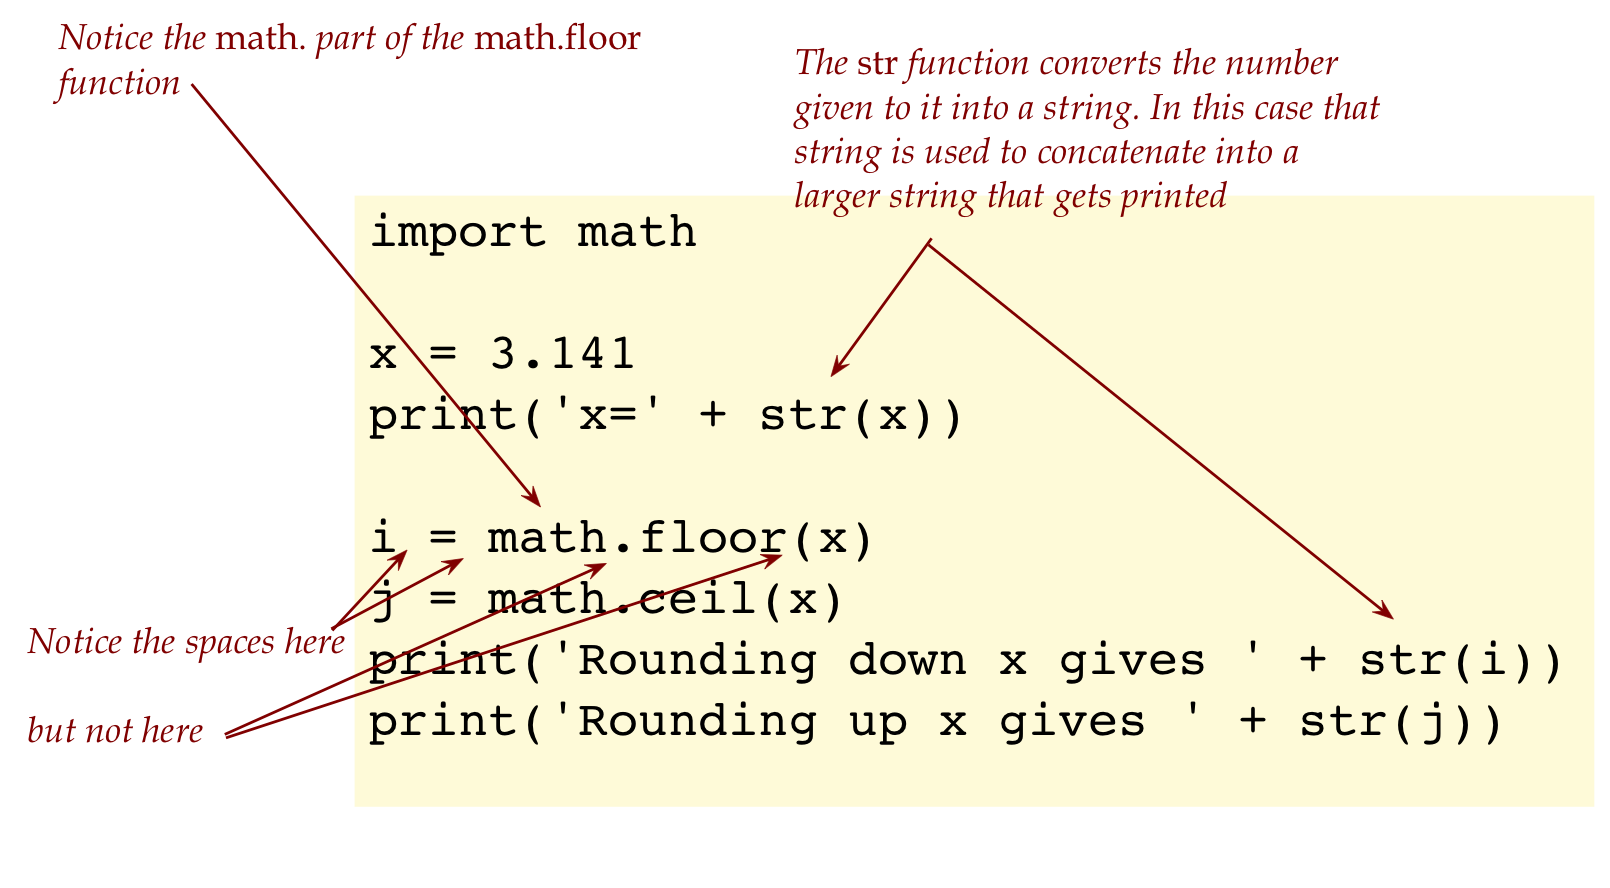 Notice the math. part of the math.floor
function
The str function converts the number
given to it into a string. In this case that
string is used to concatenate into a
larger string that gets printed
import math
x = 3.141
print('x=' + str(x))
i = math.floor(x)
j = math.ceil(x)
Notice the spaces here
print('Rounding down x gives ' + str(i))
but not here
print('Rounding up x gives ' + str(j))